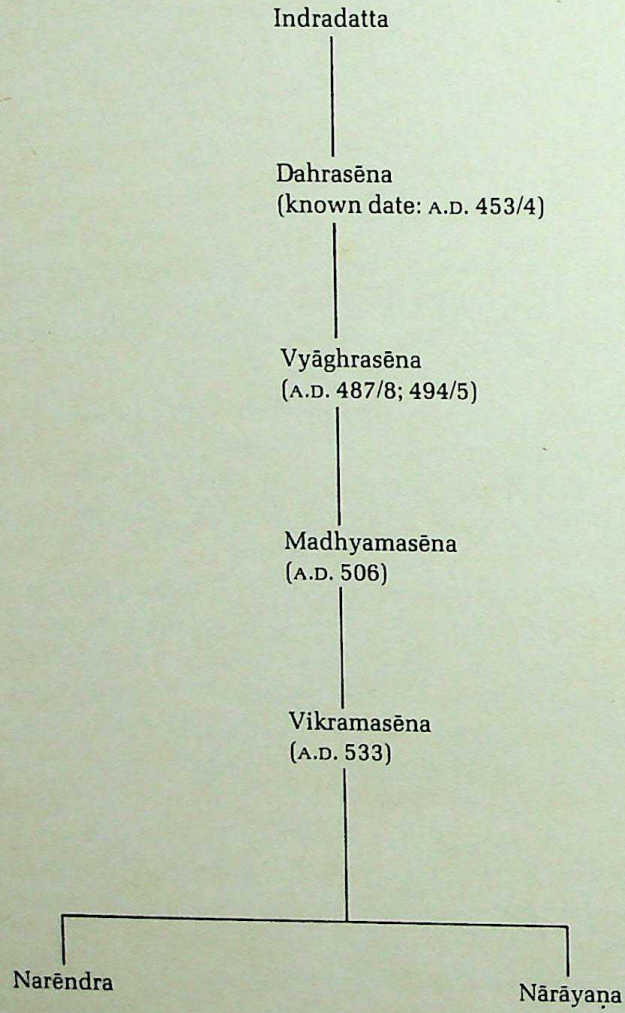 Indradatta
Dahrasēna
(known date: A.D. 453/4)
Vyāghrasēna
(A.D. 487/8; 494/5)
Madhyamasēna
(A.D. 506)
Vikramasēna
(A.D. 533)
Narēndra
Nārāyaṇa